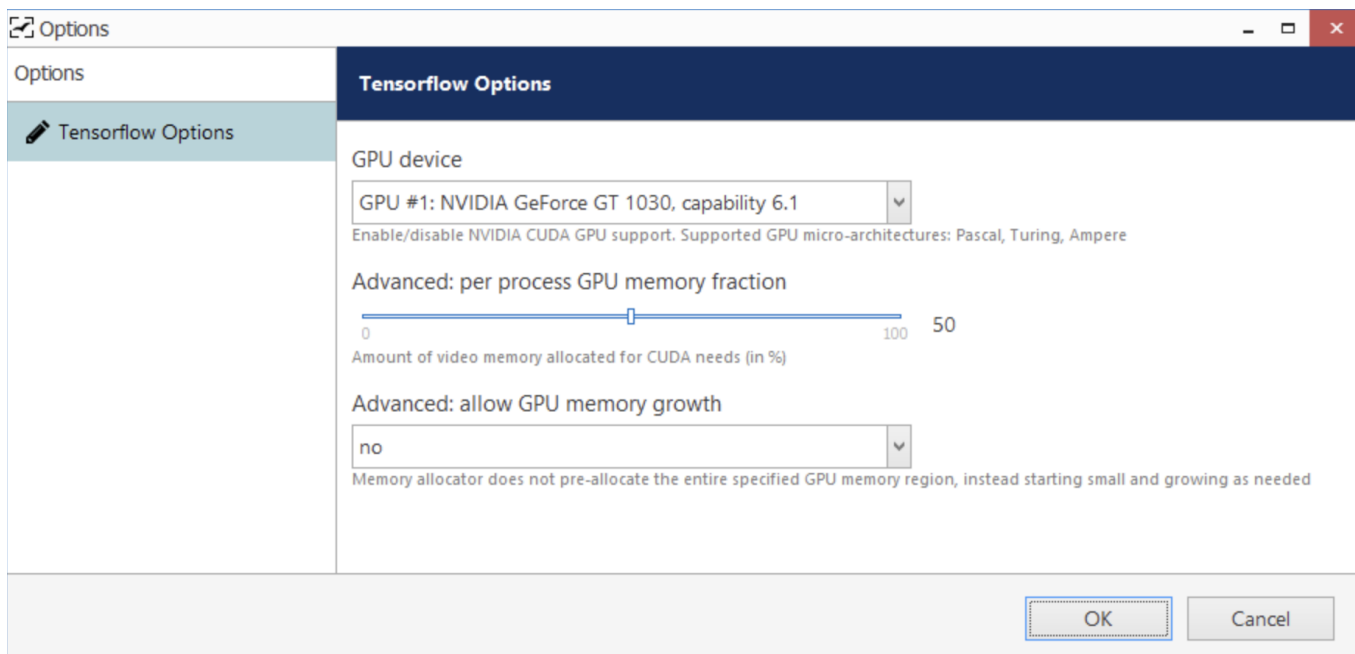 Options
Options
Tensorflow Options
Tensorflow Options
GPU device
GPU #1: NVIDIA GeForce GT 1030, capability 6.1
Enable/disable NVIDIA CUDA GPU support. Supported GPU micro-architectures: Pascal, Turing, Ampere
Advanced: per process GPU memory fraction
0 100 50
Amount of video memory allocated for CUDA needs (in %)
Advanced: allow GPU memory growth
no
Memory allocator does not pre-allocate the entire specified GPU memory region, instead starting small and growing as needed
OK Cancel